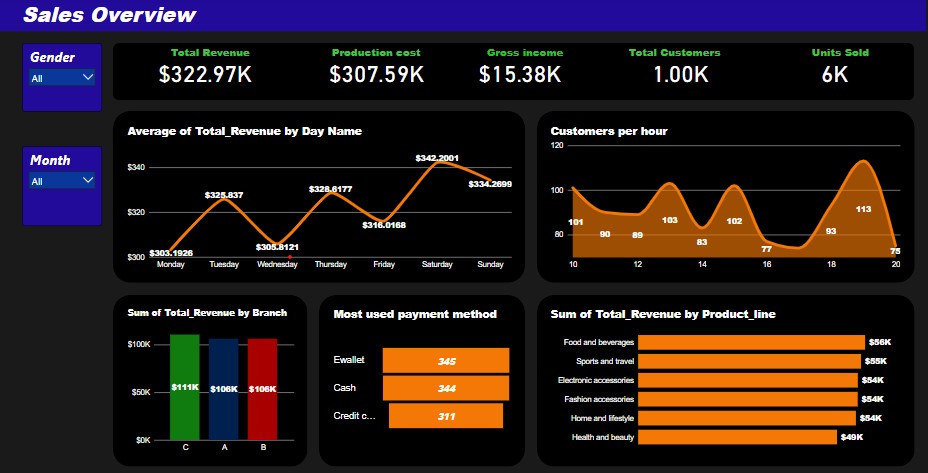 Sales Overview
Gender
All
Month
All
Total Revenue
$322.97K
Production cost
$307.59K
Gross income
$15.38K
Total Customers
1.00K
Units Sold
6K
Average of Total_Revenue by Day Name
$340
$320
$300
$303.1926
$325.837
$305.8121
$328.6177
$316.0168
$342.2001
$334.2699
Monday
Tuesday
Wednesday
Thursday
Friday
Saturday
Sunday
Customers per hour
120
100
80
101
90
89
103
83
102
77
93
113
75
10
12
14
16
18
20
Sum of Total_Revenue by Branch
$100K
$50K
$0K
$111K
$106K
$106K
C
A
B
Most used payment method
Ewallet
345
Cash
344
Credit c...
311
Sum of Total_Revenue by Product_line
Food and beverages
$56K
Sports and travel
$55K
Electronic accessories
$54K
Fashion accessories
$54K
Home and lifestyle
$54K
Health and beauty
$49K